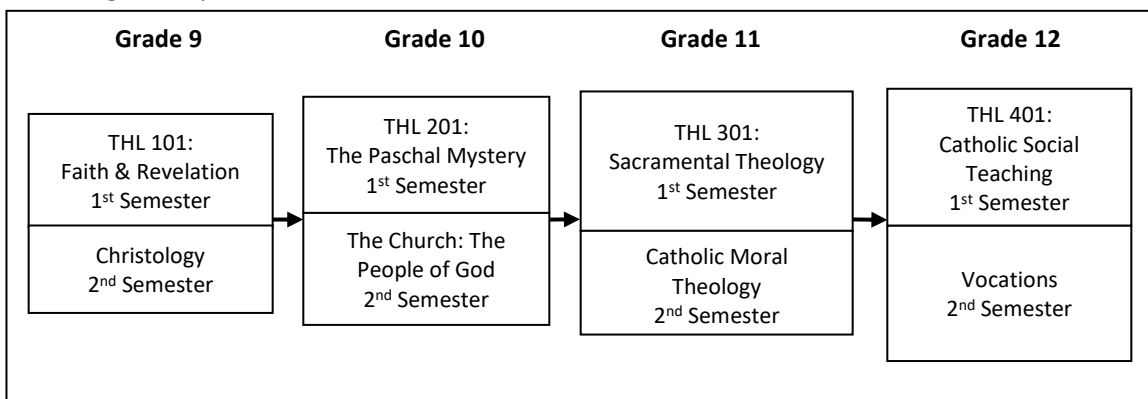 Grade 9
Grade 10
Grade 11
Grade 12
THL 101:
Faith & Revelation
1st Semester
Christology
2nd Semester
THL 201:
The Paschal Mystery
1st Semester
The Church: The
People of God
2nd Semester
THL 301:
Sacramental Theology
1st Semester
Catholic Moral
Theology
2nd Semester
THL 401:
Catholic Social
Teaching
1st Semester
Vocations
2nd Semester